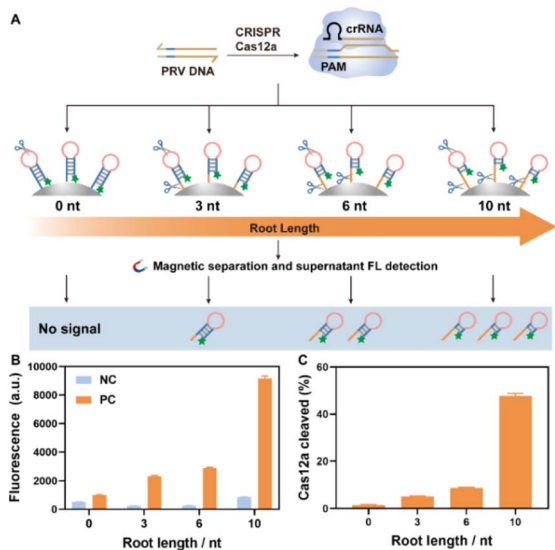 A
CRISPR
Cas12a
crRNA
PRV DNA
PAM
0 nt 3 nt 6 nt 10 nt
Root Length
Magnetic separation and supernatant FL detection
No signal
B
Fluorescence (a.u.)
10000
8000
6000
4000
2000
0
NC
PC
0 3 6 10
Root length / nt
C
Cas12a cleaved (%)
60
40
20
0
0 3 6 10
Root length / nt